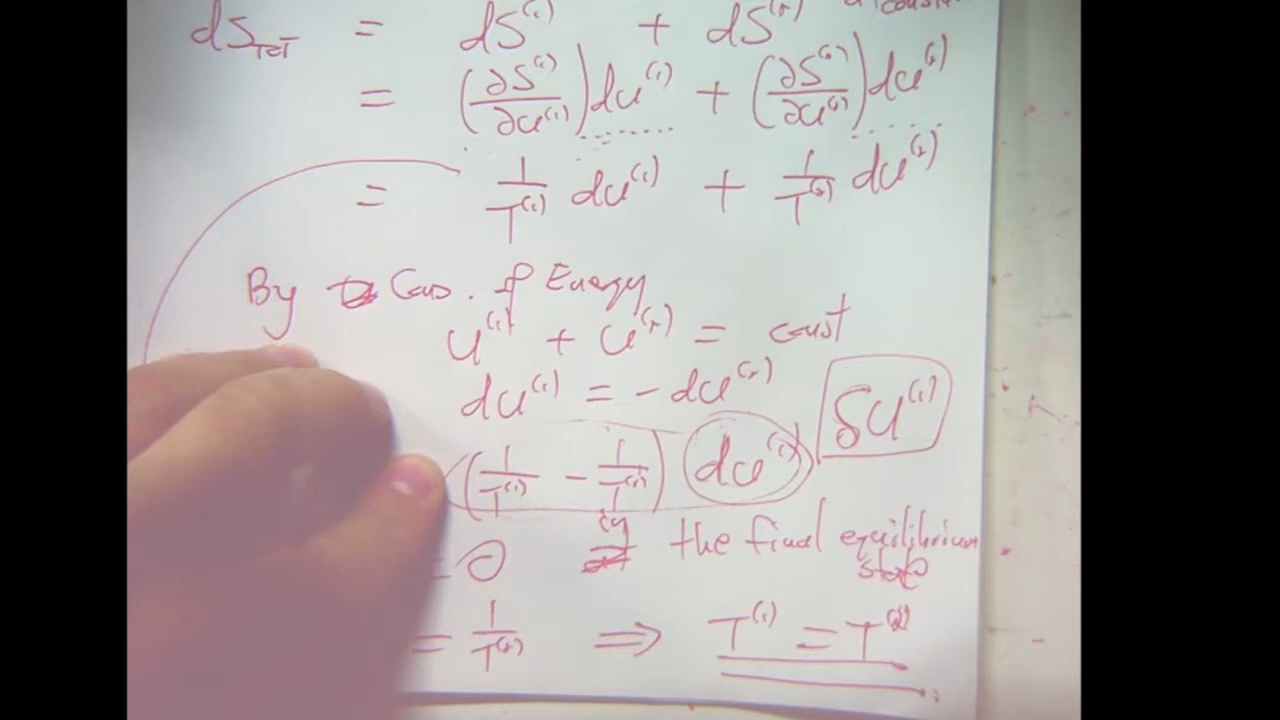 dS_TOT = dS^(1) + dS^(2)
= (∂S^(1)/∂U^(1)) dU^(1) + (∂S^(2)/∂U^(2)) dU^(2)
= 1/T^(1) dU^(1) + 1/T^(2) dU^(2)
By Cons. of Energy
U^(1) + U^(2) = const
dU^(1) = -dU^(2)
δU^(1)
(1/T^(1) - 1/T^(2)) dU^(1)
= 0 in the final equilibrium
state
= 1/T^(2) ⟹ T^(1) = T^(2)